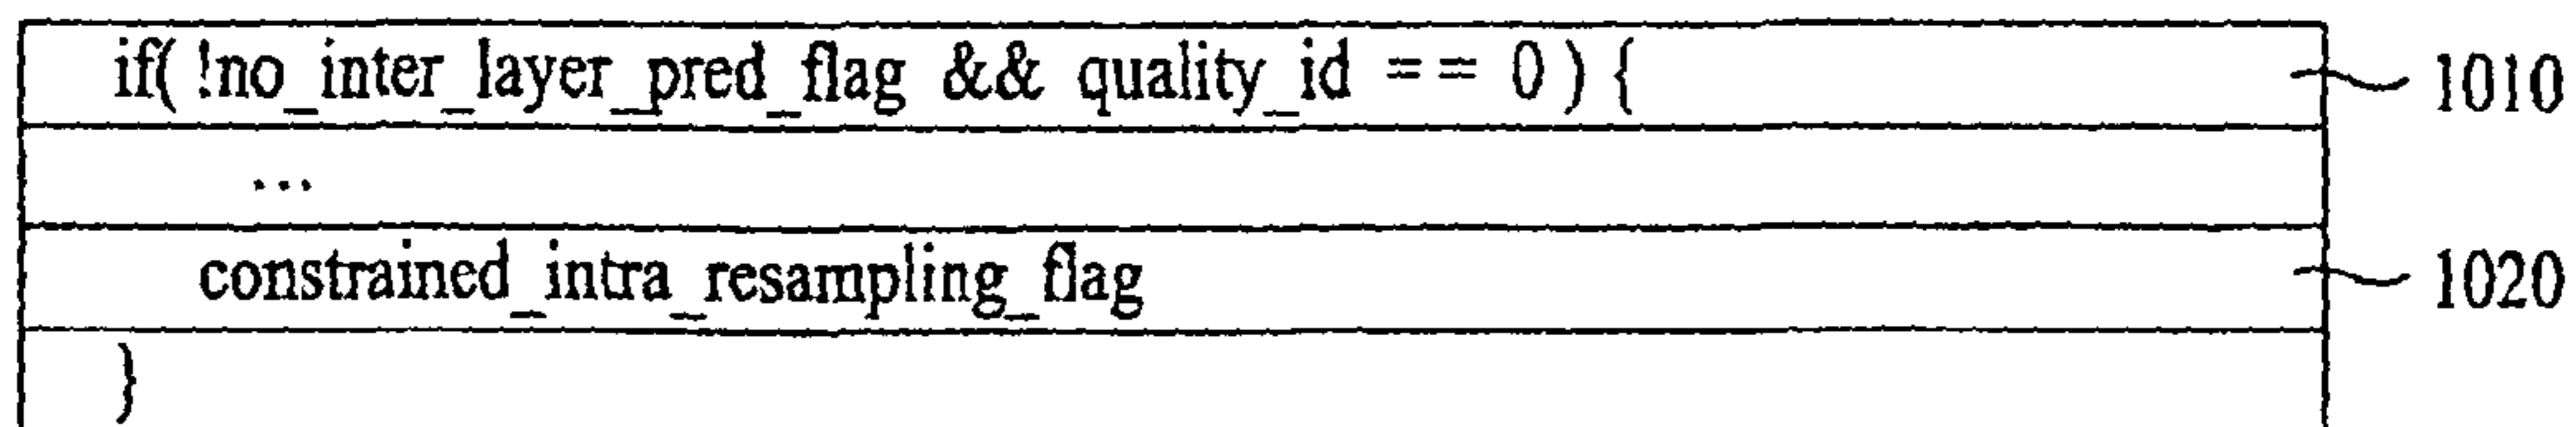 if( !no_inter_layer_pred_flag && quality_id == 0 ) { 1010
...
constrained_intra_resampling_flag 1020
}